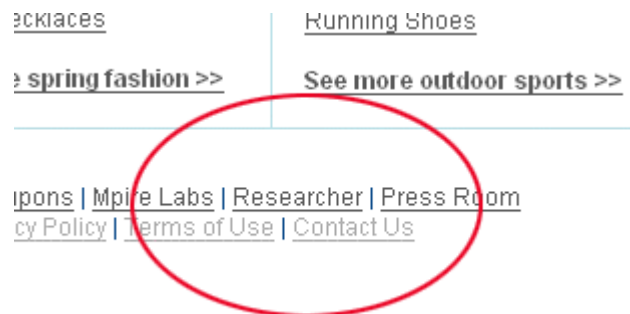 ecklaces
Running Shoes
e spring fashion >>
See more outdoor sports >>
upons | Mpire Labs | Researcher | Press Room
cy Policy | Terms of Use | Contact Us